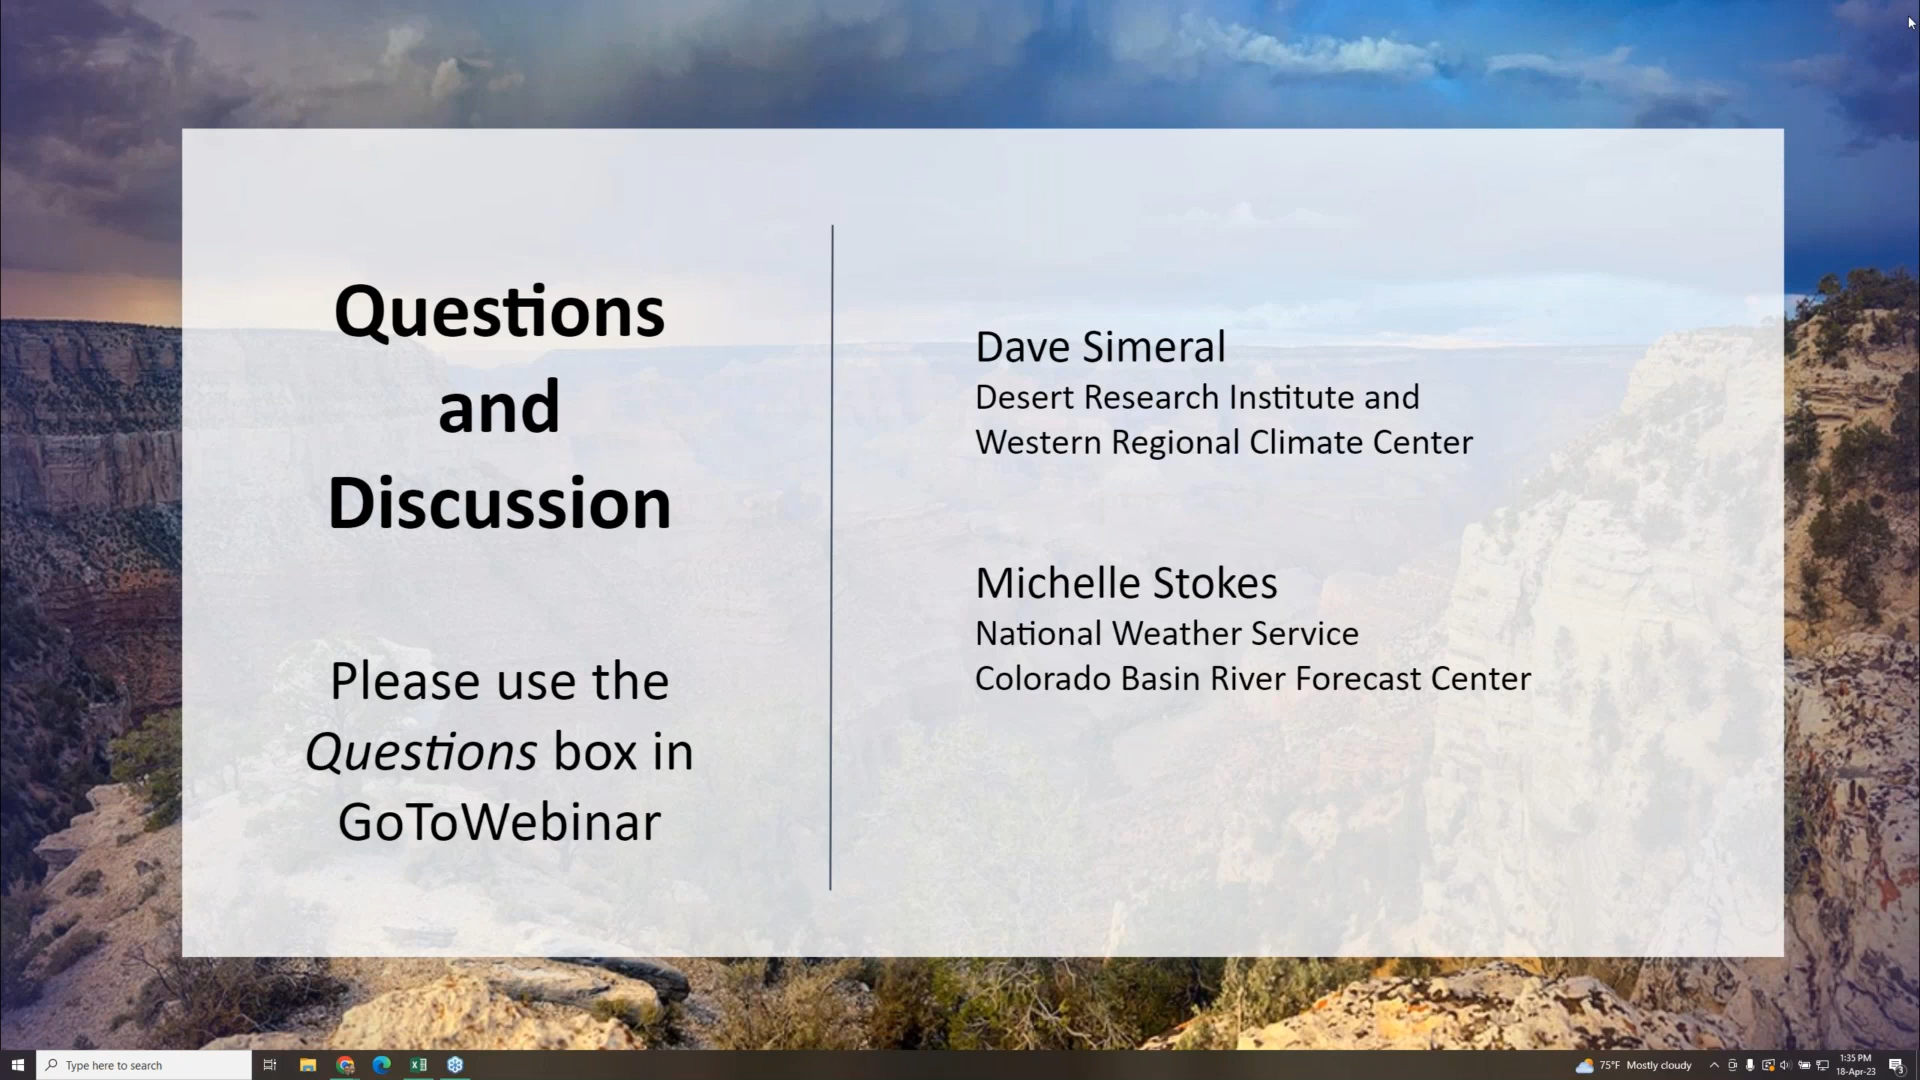 Questions
and
Discussion
Please use the
Questions box in
GoToWebinar
Dave Simeral
Desert Research Institute and
Western Regional Climate Center
Michelle Stokes
National Weather Service
Colorado Basin River Forecast Center
Type here to search
75°F Mostly cloudy
1:35 PM
18-Apr-23
3